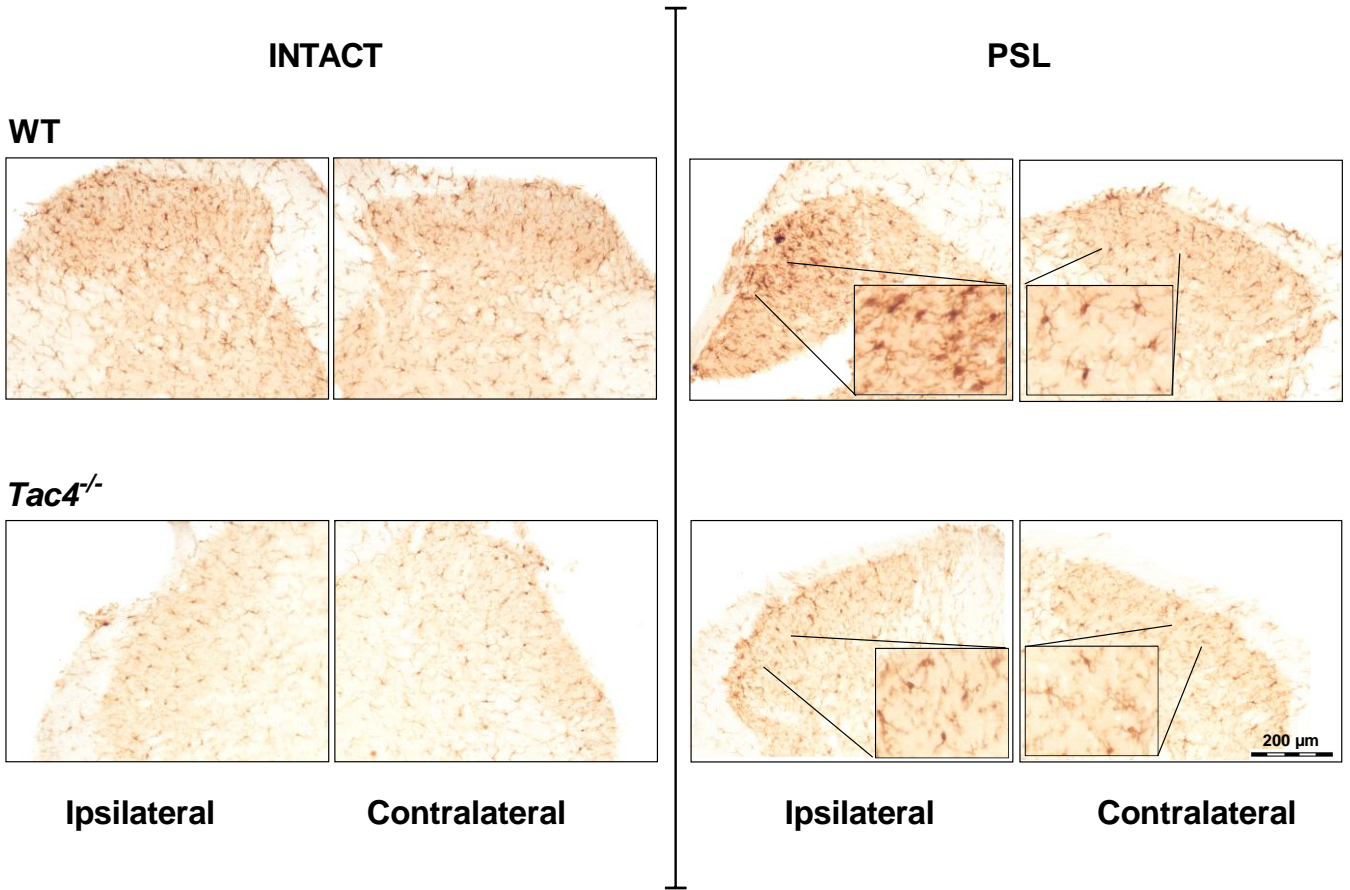 INTACT
PSL
WT
Tac4-/-
200 µm
Ipsilateral
Contralateral
Ipsilateral
Contralateral